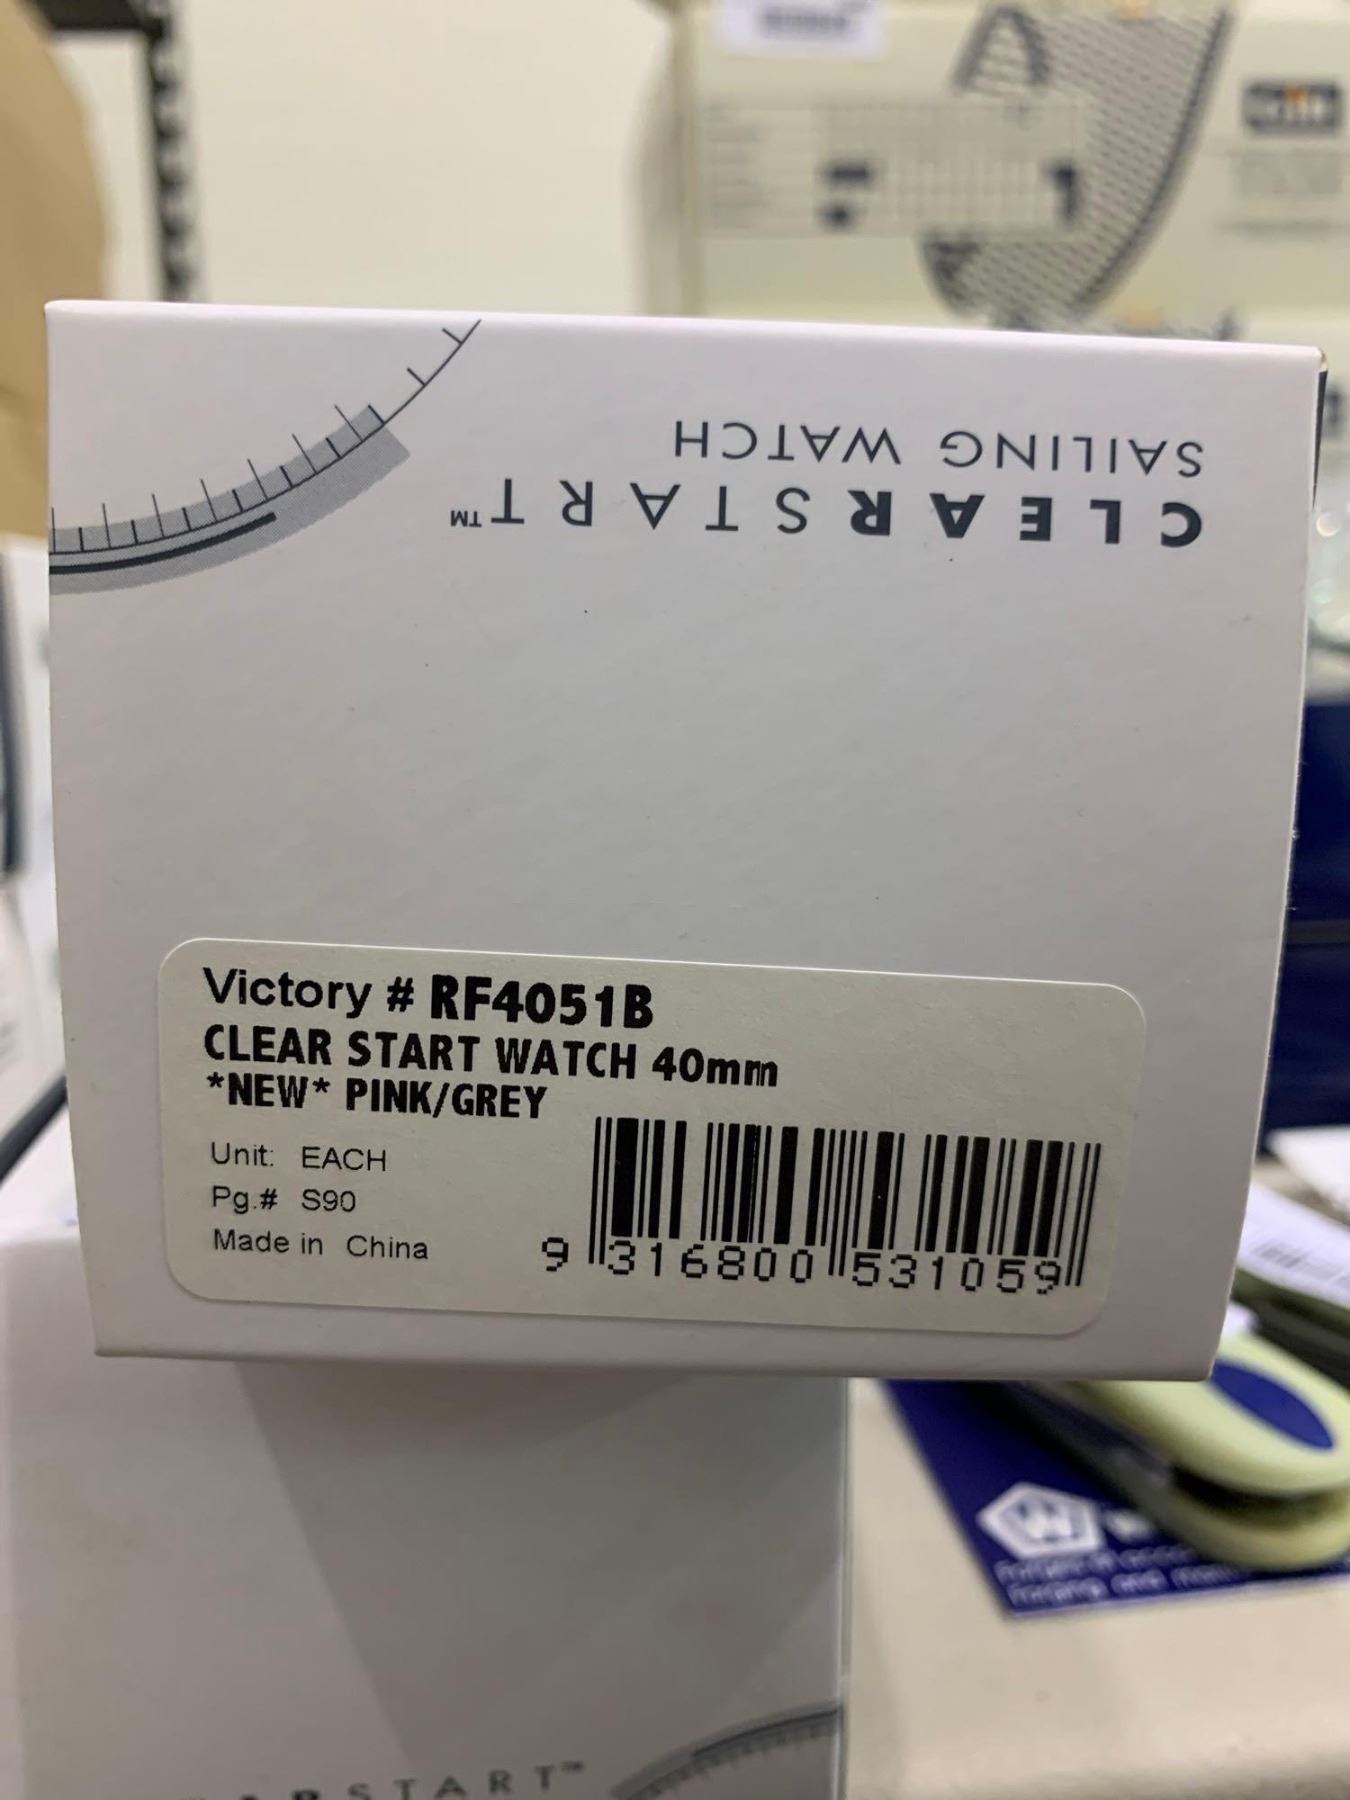 CLEARSTART™
SAILING WATCH
Victory # RF4051B
CLEAR START WATCH 40mm
*NEW* PINK/GREY
Unit: EACH
Pg.# S90
Made in China
9 316800 531059
ARSTART™